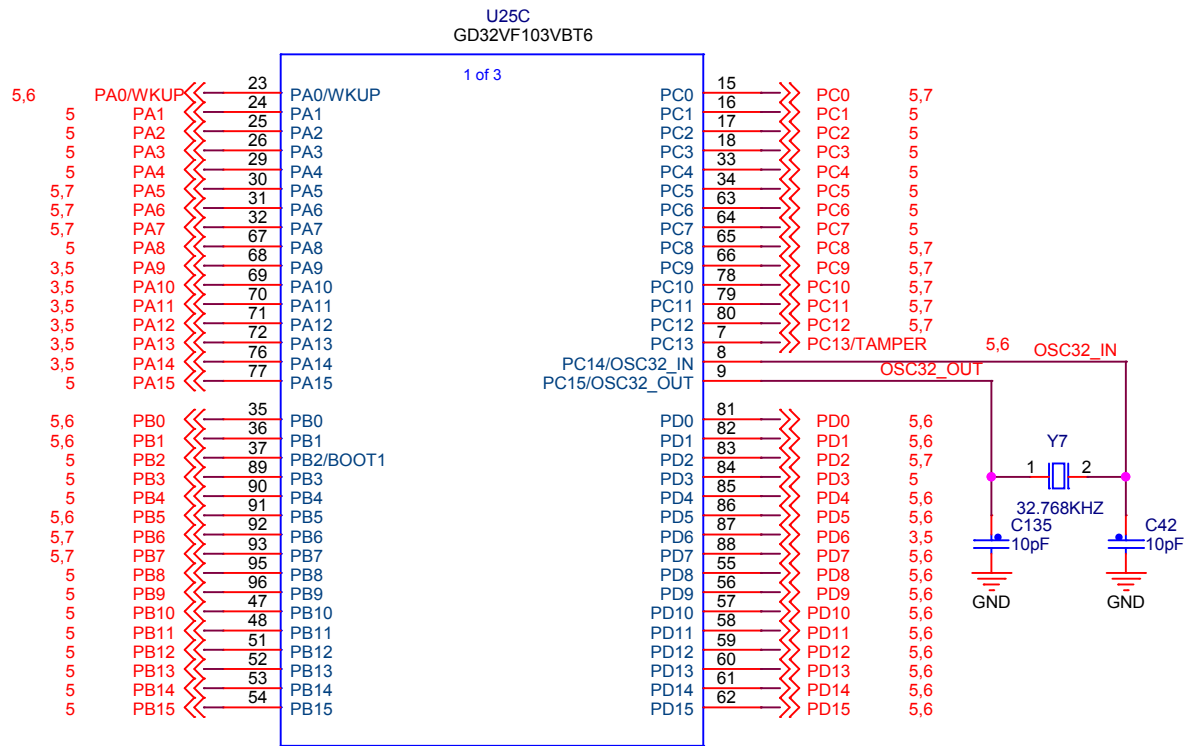 U25C
GD32VF103VBT6
1 of 3
5,6 PA0/WKUP 23 PA0/WKUP PC0 15 PC0 5,7
5 PA1 24 PA1 PC1 16 PC1 5
5 PA2 25 PA2 PC2 17 PC2 5
5 PA3 26 PA3 PC3 18 PC3 5
5 PA4 29 PA4 PC4 33 PC4 5
5,7 PA5 30 PA5 PC5 34 PC5 5
5,7 PA6 31 PA6 PC6 63 PC6 5
5,7 PA7 32 PA7 PC7 64 PC7 5
5 PA8 67 PA8 PC8 65 PC8 5,7
3,5 PA9 68 PA9 PC9 66 PC9 5,7
3,5 PA10 69 PA10 PC10 78 PC10 5,7
3,5 PA11 70 PA11 PC11 79 PC11 5,7
3,5 PA12 71 PA12 PC12 80 PC12 5,7
3,5 PA13 72 PA13 PC13 7 PC13/TAMPER 5,6
3,5 PA14 76 PA14 PC14/OSC32_IN 8 OSC32_IN
5 PA15 77 PA15 PC15/OSC32_OUT 9 OSC32_OUT
5,6 PB0 35 PB0 PD0 81 PD0 5,6
5,6 PB1 36 PB1 PD1 82 PD1 5,6
5 PB2 37 PB2/BOOT1 PD2 83 PD2 5,7
5 PB3 89 PB3 PD3 84 PD3 5
5 PB4 90 PB4 PD4 85 PD4 5,6
5,6 PB5 91 PB5 PD5 86 PD5 5,6
5,7 PB6 92 PB6 PD6 87 PD6 3,5
5,7 PB7 93 PB7 PD7 88 PD7 5,6
5 PB8 95 PB8 PD8 55 PD8 5,6
5 PB9 96 PB9 PD9 56 PD9 5,6
5 PB10 47 PB10 PD10 57 PD10 5,6
5 PB11 48 PB11 PD11 58 PD11 5,6
5 PB12 51 PB12 PD12 59 PD12 5,6
5 PB13 52 PB13 PD13 60 PD13 5,6
5 PB14 53 PB14 PD14 61 PD14 5,6
5 PB15 54 PB15 PD15 62 PD15 5,6
Y7
1 2
32.768KHZ
C135
10pF
C42
10pF
GND
GND